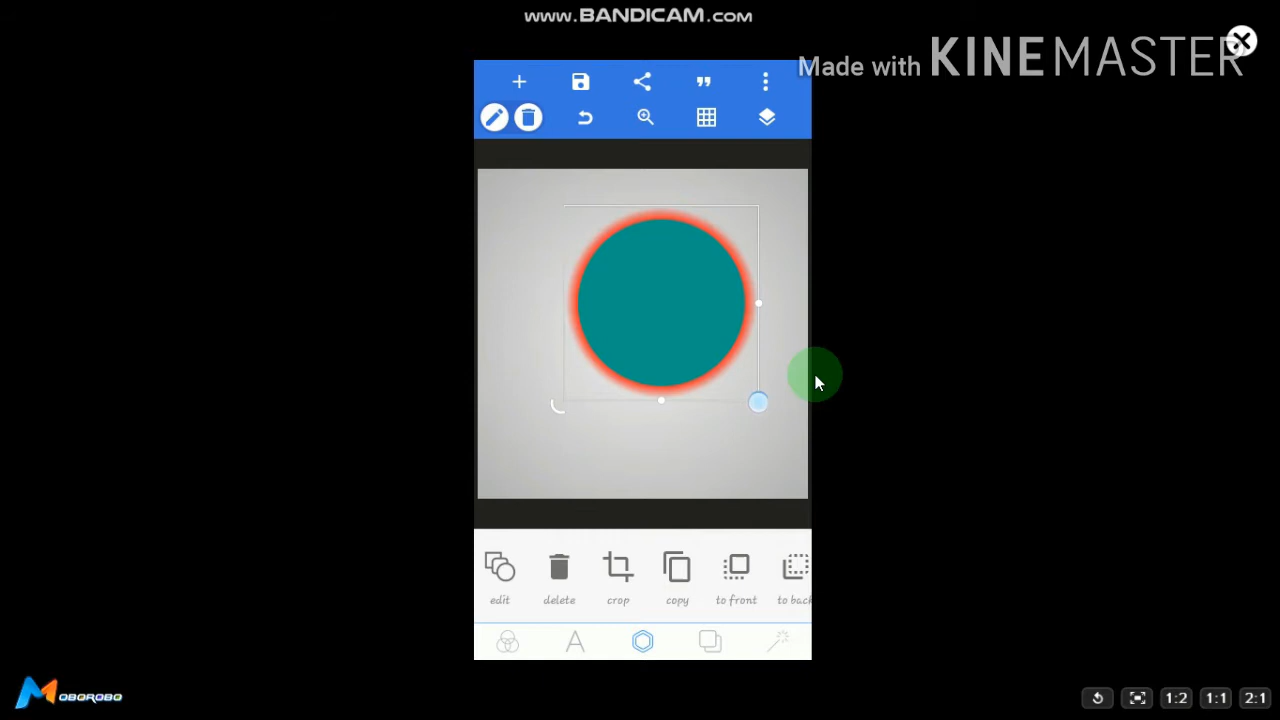 www.BANDICAM.com
Made with KINEMASTER
edit
delete
crop
copy
to front
to back
MOBOROBO
1:2
1:1
2:1